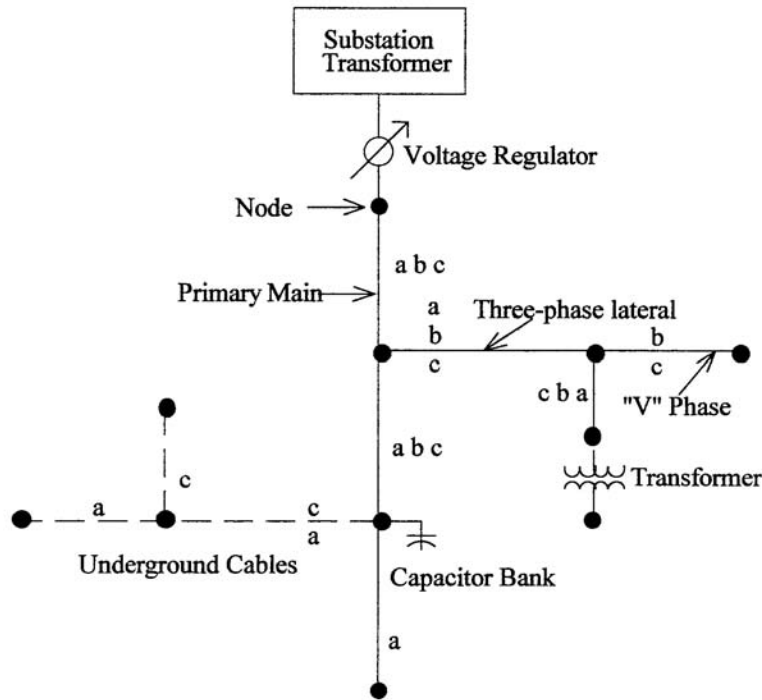 Substation
Transformer
Voltage Regulator
Node
a b c
Primary Main
a
Three-phase lateral
b
c
b
c
"V" Phase
c b a
a b c
Transformer
c
a
c
a
Underground Cables
Capacitor Bank
a